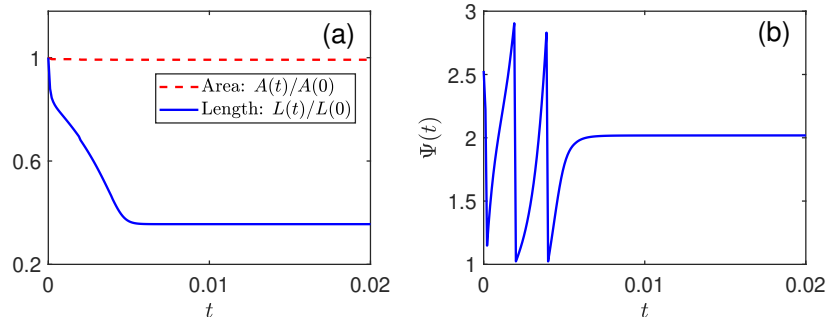 (a)
1
0.6
0.2
Area: A(t)/A(0)
Length: L(t)/L(0)
0 0.01 0.02
t
(b)
3
2.5
2
1.5
1
Ψ(t)
0 0.01 0.02
t